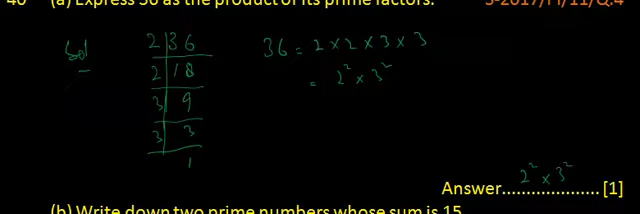 40 (a) Express 36 as the product of its prime factors. S-2017/11/Q.4
Sol
2 | 36
2 | 18
3 | 9
3 | 3
1
36 = 2 × 2 × 3 × 3
= 2² × 3²
2² × 3²
Answer.................... [1]
(b) Write down two prime numbers whose sum is 15